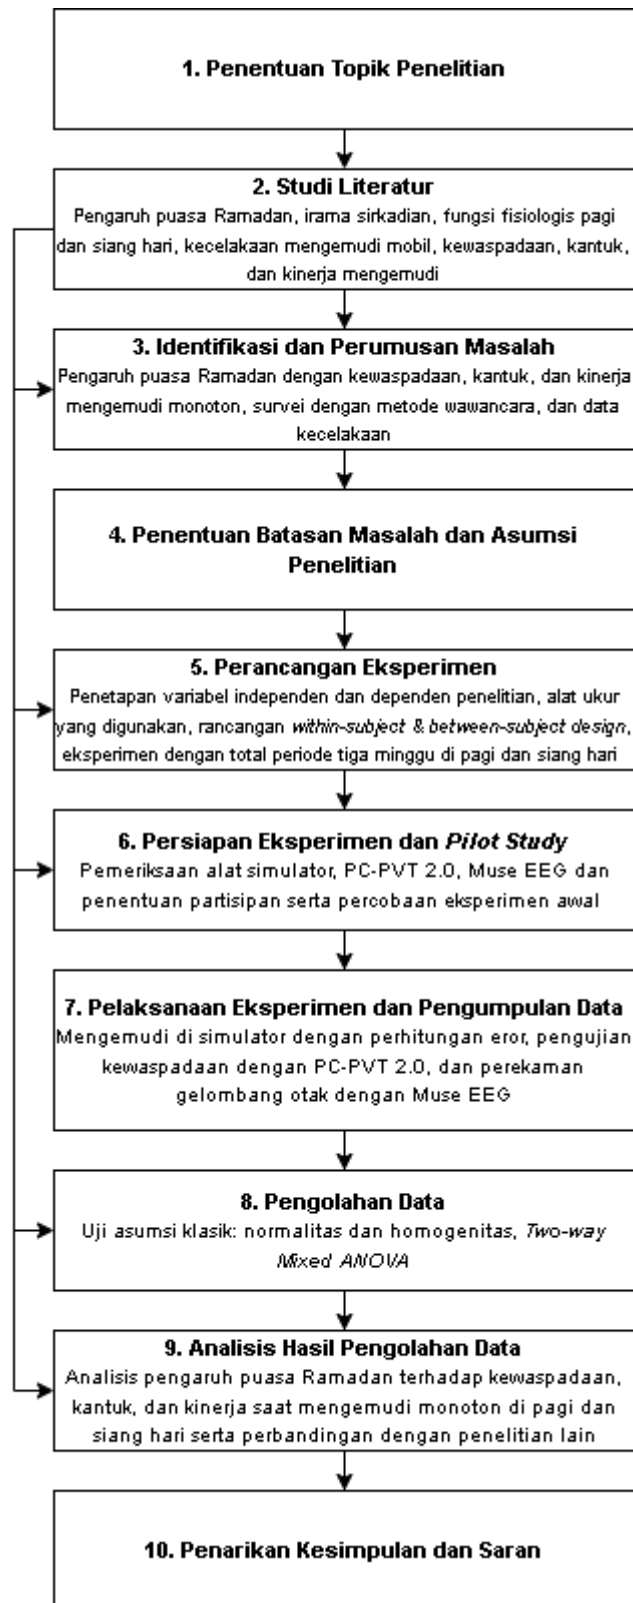 1. Penentuan Topik Penelitian
2. Studi Literatur
Pengaruh puasa Ramadan, irama sirkadian, fungsi fisiologis pagi
dan siang hari, kecelakaan mengemudi mobil, kewaspadaan, kantuk,
dan kinerja mengemudi
3. Identifikasi dan Perumusan Masalah
Pengaruh puasa Ramadan dengan kewaspadaan, kantuk, dan kinerja
mengemudi monoton, survei dengan metode wawancara, dan data
kecelakaan
4. Penentuan Batasan Masalah dan Asumsi
Penelitian
5. Perancangan Eksperimen
Penetapan variabel independen dan dependen penelitian, alat ukur
yang digunakan, rancangan within-subject & between-subject design,
eksperimen dengan total periode tiga minggu di pagi dan siang hari
6. Persiapan Eksperimen dan Pilot Study
Pemeriksaan alat simulator, PC-PVT 2.0, Muse EEG dan
penentuan partisipan serta percobaan eksperimen awal
7. Pelaksanaan Eksperimen dan Pengumpulan Data
Mengemudi di simulator dengan perhitungan eror, pengujian
kewaspadaan dengan PC-PVT 2.0, dan perekaman
gelombang otak dengan Muse EEG
8. Pengolahan Data
Uji asumsi klasik: normalitas dan homogenitas, Two-way
Mixed ANOVA
9. Analisis Hasil Pengolahan Data
Analisis pengaruh puasa Ramadan terhadap kewaspadaan,
kantuk, dan kinerja saat mengemudi monoton di pagi dan
siang hari serta perbandingan dengan penelitian lain
10. Penarikan Kesimpulan dan Saran